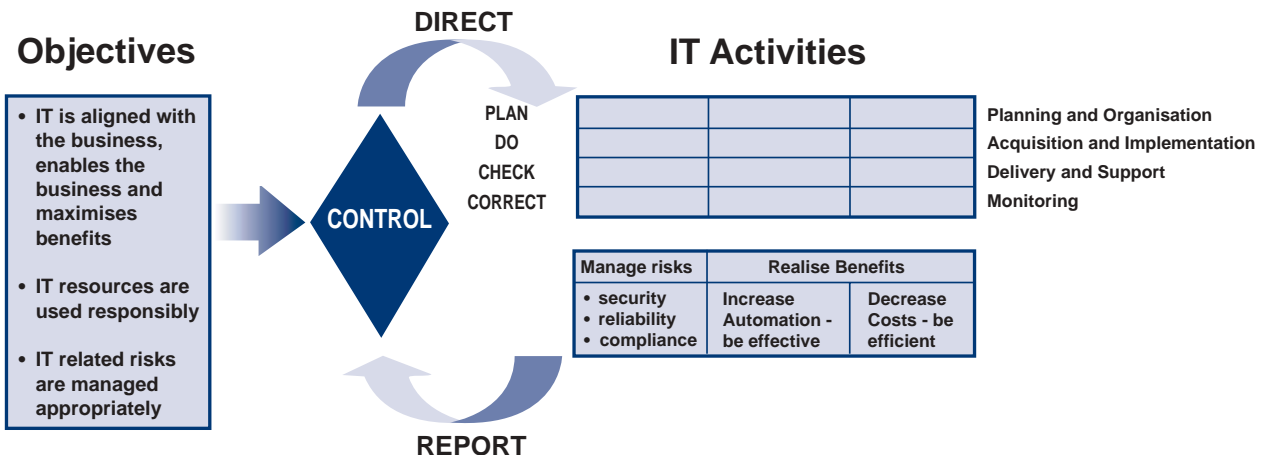 DIRECT
Objectives
IT Activities
• IT is aligned with
the business,
enables the
business and
maximises
benefits
• IT resources are
used responsibly
• IT related risks
are managed
appropriately
CONTROL
PLAN
DO
CHECK
CORRECT
Planning and Organisation
Acquisition and Implementation
Delivery and Support
Monitoring
Manage risks
• security
• reliability
• compliance
Realise Benefits
Increase
Automation -
be effective
Decrease
Costs - be
efficient
REPORT